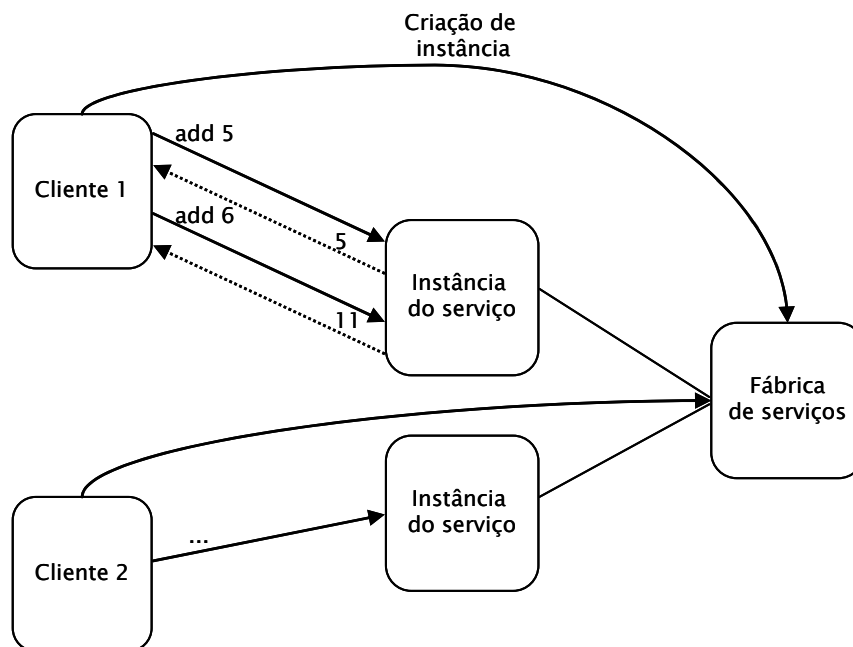 Criação de
instância
add 5
Cliente 1
add 6
5
Instância
do serviço
11
Fábrica
de serviços
Instância
do serviço
...
Cliente 2